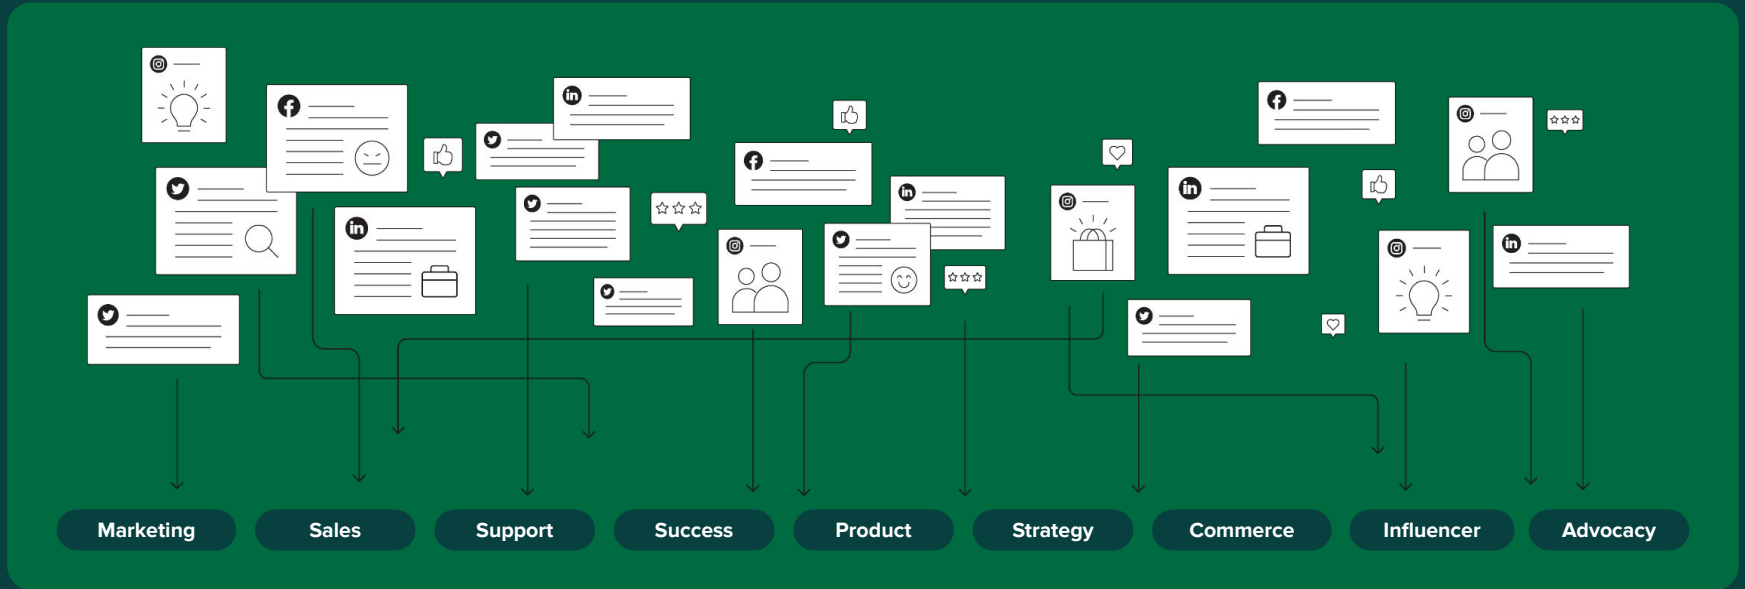 Marketing
Sales
Support
Success
Product
Strategy
Commerce
Influencer
Advocacy